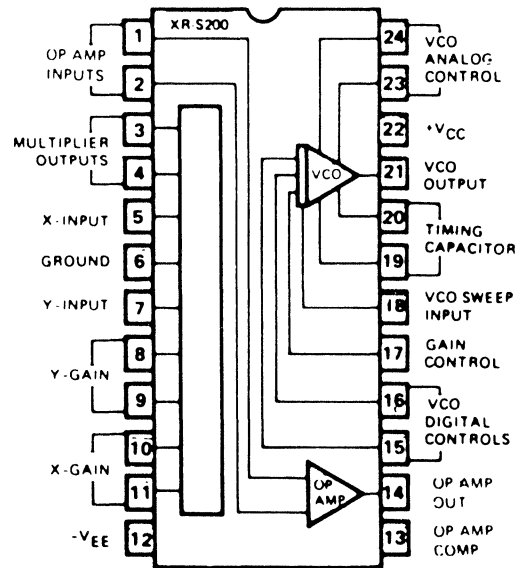 XR-S200
1
OP AMP
INPUTS
2
3
MULTIPLIER
OUTPUTS
4
5
X-INPUT
6
GROUND
7
Y-INPUT
8
Y-GAIN
9
10
X-GAIN
11
12
-VEE
24
VCO
ANALOG
CONTROL
23
22
+VCC
21
VCO
OUTPUT
20
TIMING
CAPACITOR
19
18
VCO SWEEP
INPUT
17
GAIN
CONTROL
16
VCO
DIGITAL
CONTROLS
15
14
OP AMP
OUT
13
OP AMP
COMP
VCO
OP
AMP